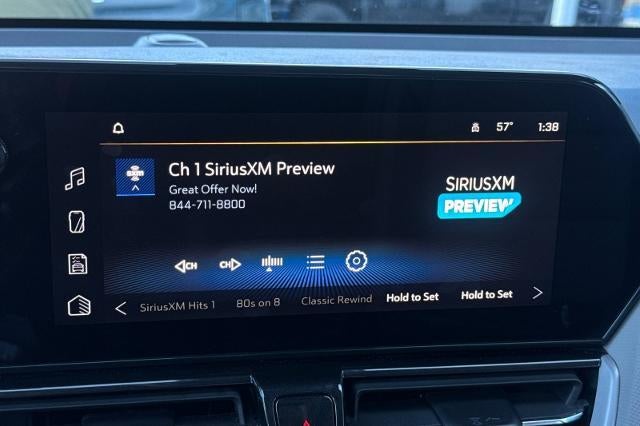 57° 1:38
Ch 1 SiriusXM Preview
Great Offer Now!
844-711-8800
sxm
SIRIUSXM
PREVIEW
CH CH
SiriusXM Hits 1 80s on 8 Classic Rewind Hold to Set Hold to Set